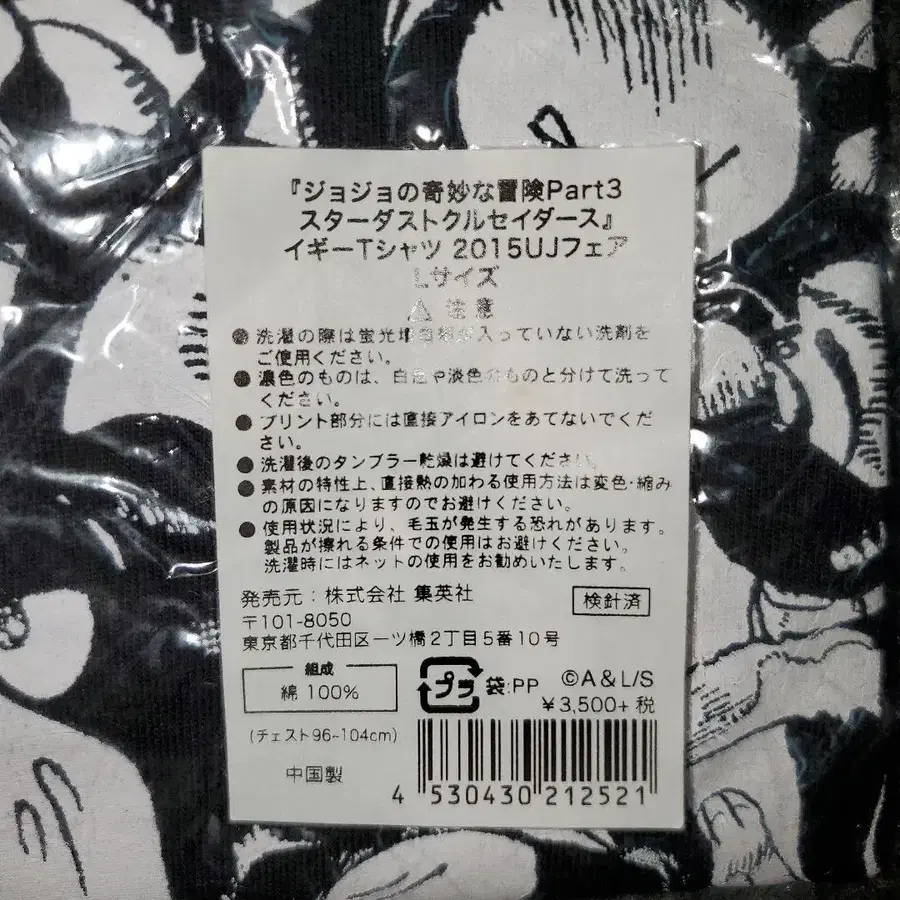 『ジョジョの奇妙な冒険Part3
スターダストクルセイダース』
イギーTシャツ 2015UJフェア
Lサイズ
⚠ 注意
● 洗濯の際は蛍光増白剤が入っていない洗剤を
ご使用ください。
● 濃色のものは、白色や淡色のものと分けて洗って
ください。
● プリント部分には直接アイロンをあてないでくだ
さい。
● 洗濯後のタンブラー乾燥は避けてください。
● 素材の特性上、直接熱の加わる使用方法は変色・縮み
の原因になりますのでお避けください。
● 使用状況により、毛玉が発生する恐れがあります。
製品が擦れる条件での使用はお避けください。
洗濯時にはネットの使用をお勧めいたします。
発売元：株式会社 集英社
検針済
〒101-8050
東京都千代田区一ツ橋2丁目5番10号
組成
綿 100%
プラ 袋:PP
©A&L/S
¥3,500+税
(チェスト96~104cm)
中国製
4 530430 212521